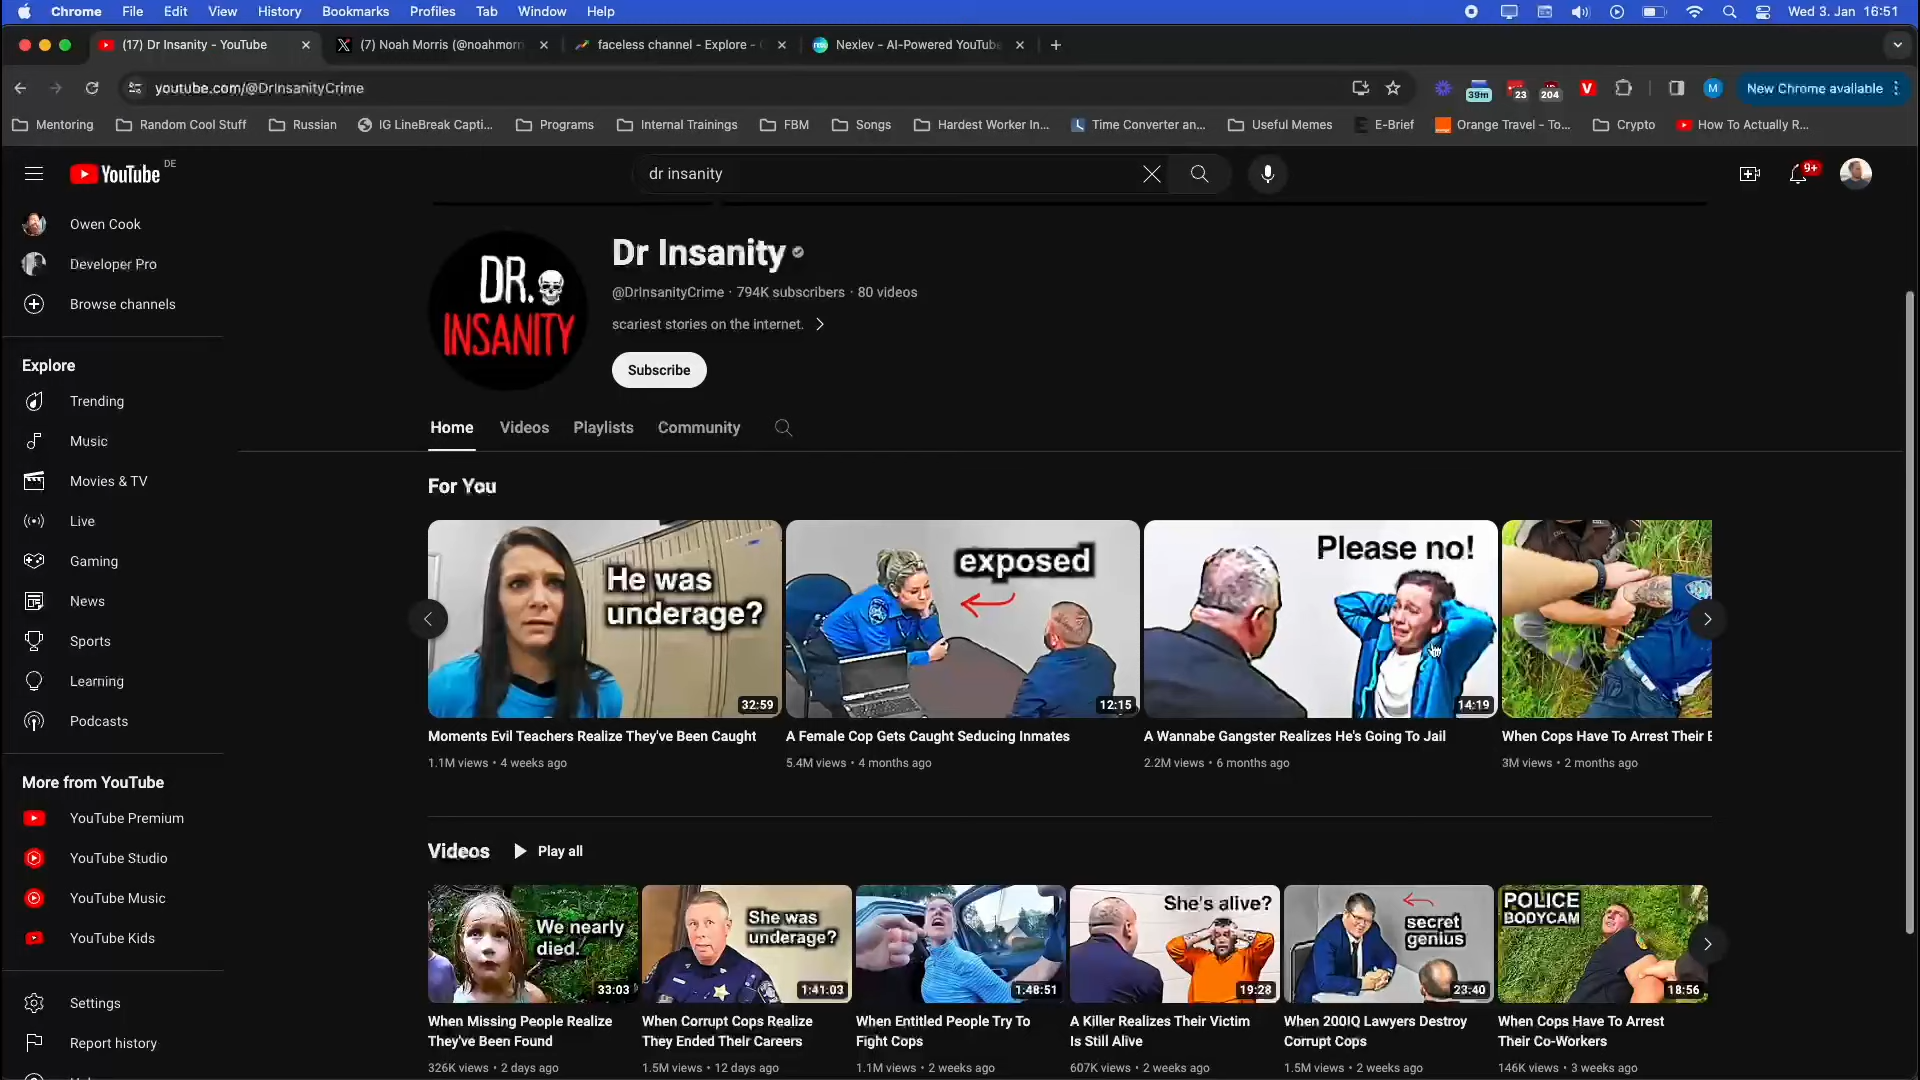 Chrome File Edit View History Bookmarks Profiles Tab Window Help Wed 3. Jan 16:51
(17) Dr Insanity - YouTube (7) Noah Morris (@noahmorr faceless channel - Explore - Nexlev - AI-Powered YouTube
youtube.com/@DrInsanityCrime 39m 23 204 V M New Chrome available
Mentoring Random Cool Stuff Russian IG LineBreak Capti... Programs Internal Trainings FBM Songs Hardest Worker In... Time Converter an... Useful Memes E-Brief Orange Travel - To... Crypto How To Actually R...
YouTube DE
dr insanity
9+
Owen Cook
Developer Pro
Browse channels
Explore
Trending
Music
Movies & TV
Live
Gaming
News
Sports
Learning
Podcasts
More from YouTube
YouTube Premium
YouTube Studio
YouTube Music
YouTube Kids
Settings
Report history
DR.
INSANITY
Dr Insanity
@DrInsanityCrime · 794K subscribers · 80 videos
scariest stories on the internet.
Subscribe
Home Videos Playlists Community
For You
He was
underage?
32:59
Moments Evil Teachers Realize They've Been Caught
1.1M views · 4 weeks ago
exposed
12:15
A Female Cop Gets Caught Seducing Inmates
5.4M views · 4 months ago
Please no!
14:19
A Wannabe Gangster Realizes He's Going To Jail
2.2M views · 6 months ago
When Cops Have To Arrest Their
3M views · 2 months ago
Videos Play all
We nearly
died.
33:03
When Missing People Realize
They've Been Found
326K views · 2 days ago
She was
underage?
1:41:03
When Corrupt Cops Realize
They Ended Their Careers
1.5M views · 12 days ago
1:48:51
When Entitled People Try To
Fight Cops
1.1M views · 2 weeks ago
She's alive?
19:28
A Killer Realizes Their Victim
Is Still Alive
607K views · 2 weeks ago
secret
genius
23:40
When 200IQ Lawyers Destroy
Corrupt Cops
1.5M views · 2 weeks ago
POLICE
BODYCAM
18:56
When Cops Have To Arrest
Their Co-Workers
146K views · 3 weeks ago